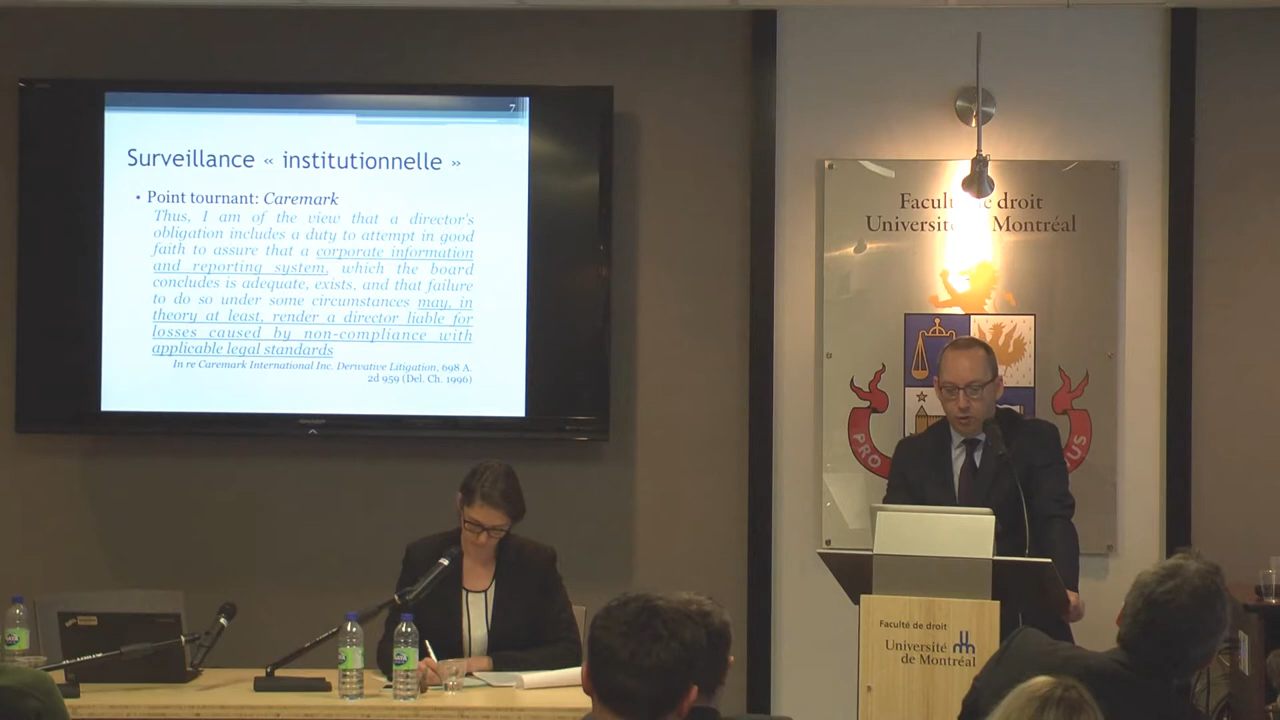 7
Surveillance « institutionnelle »
• Point tournant: Caremark
Thus, I am of the view that a director's
obligation includes a duty to attempt in good
faith to assure that a corporate information
and reporting system, which the board
concludes is adequate, exists, and that failure
to do so under some circumstances may, in
theory at least, render a director liable for
losses caused by non-compliance with
applicable legal standards
In re Caremark International Inc. Derivative Litigation, 698 A.
2d 959 (Del. Ch. 1996)
Faculté de droit
Université Montréal
PRO
US
Faculté de droit
Université
de Montréal